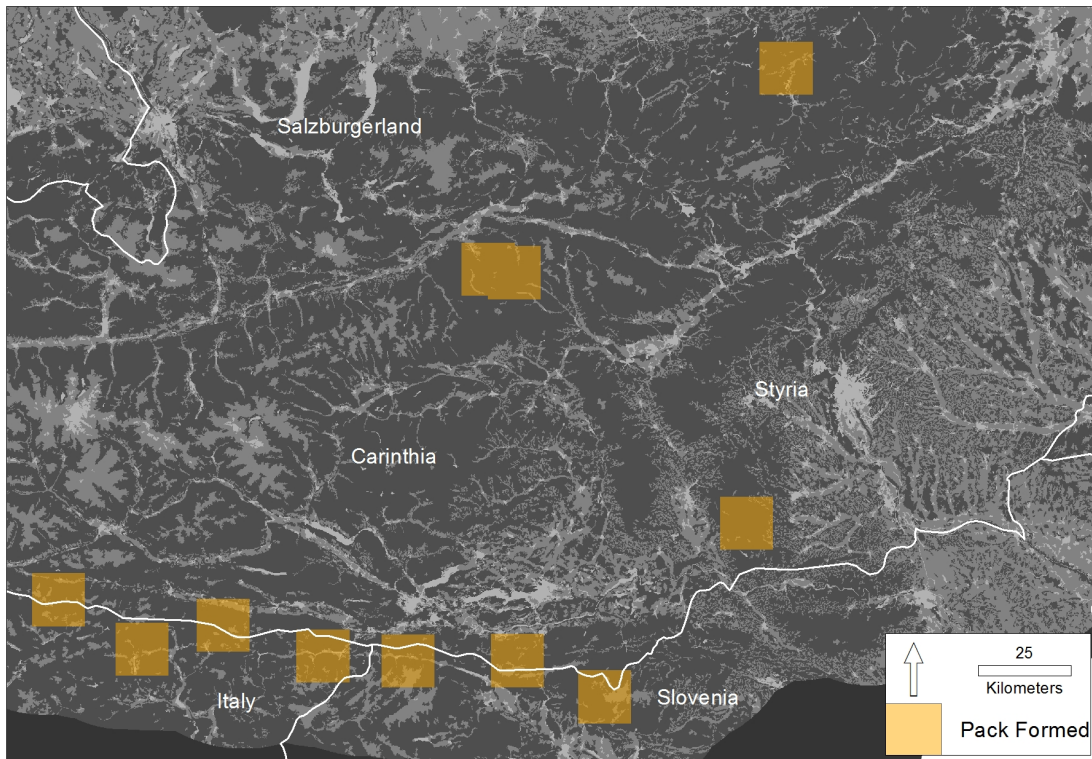 Salzburgerland
Styria
Carinthia
Italy
Slovenia
25
Kilometers
Pack Formed